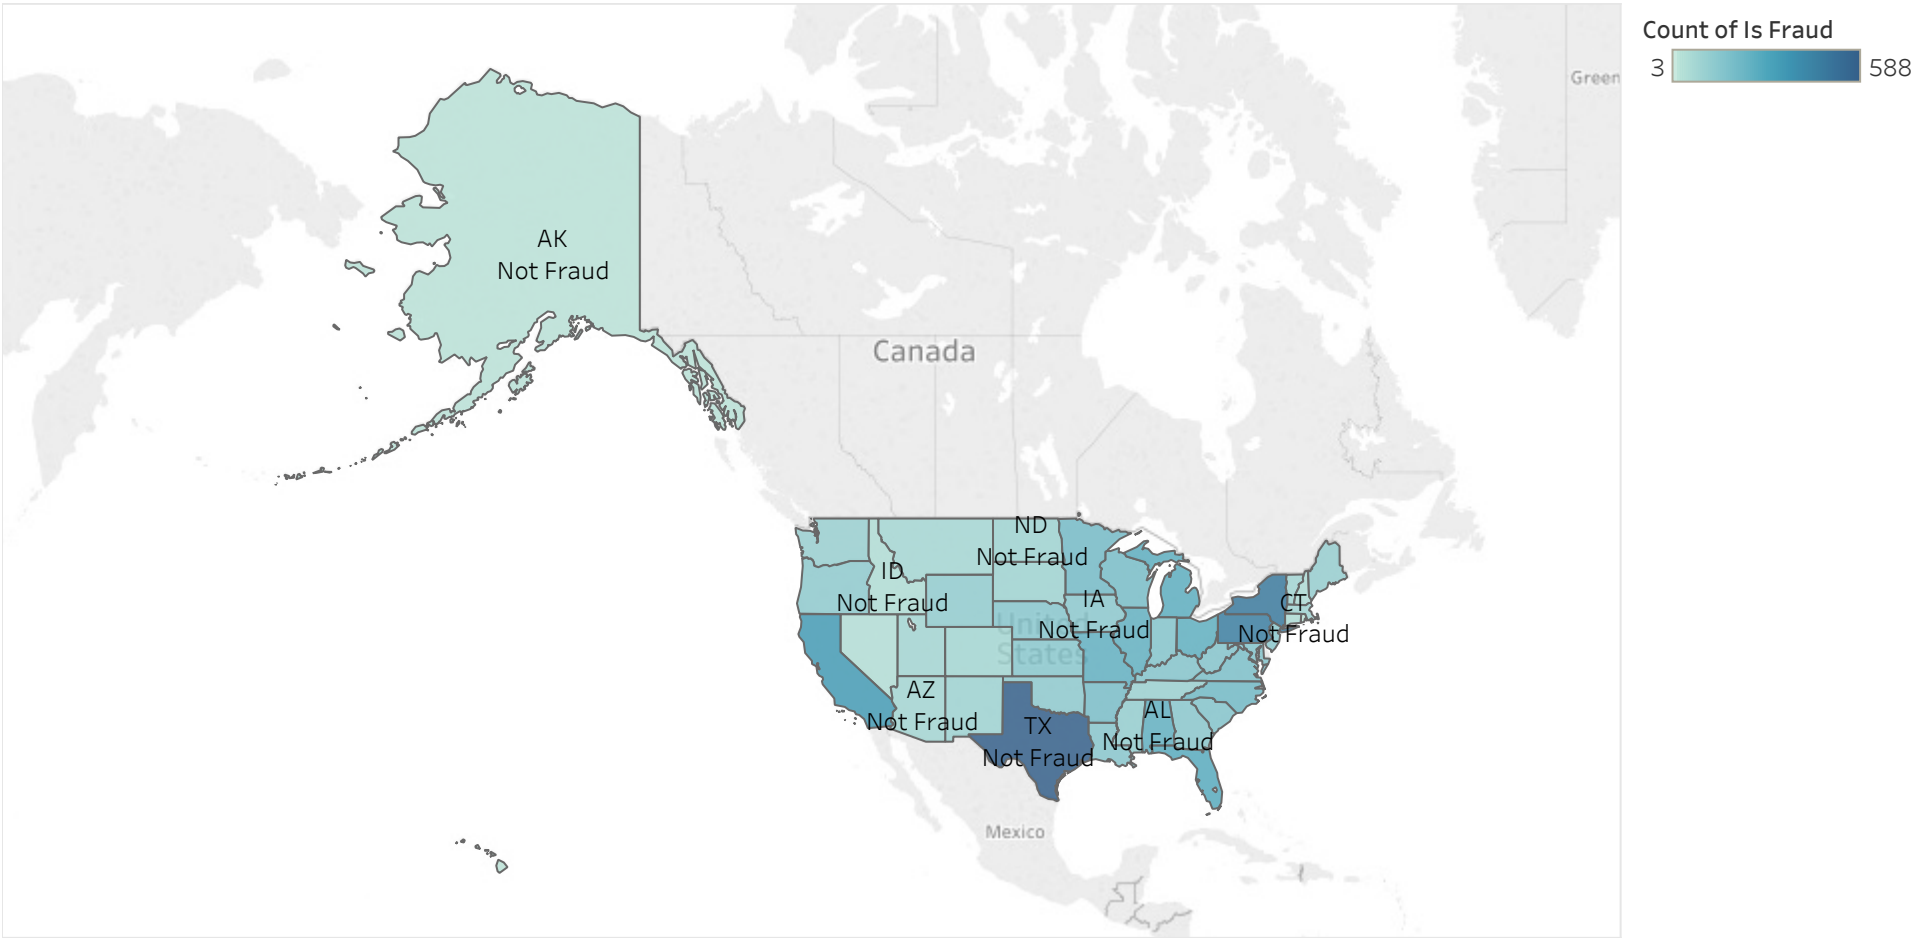 Count of Is Fraud
3
588
Green
AK
Not Fraud
Canada
ND
Not Fraud
ID
Not Fraud
IA
Not Fraud
CT
Not Fraud
United
States
AZ
Not Fraud
AL
Not Fraud
TX
Not Fraud
Mexico